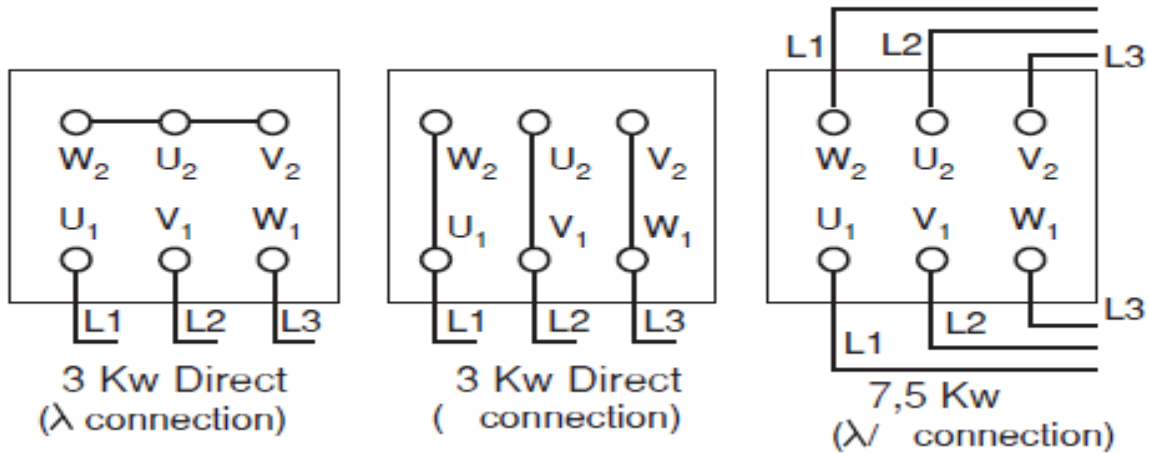 W₂ U₂ V₂
U₁ V₁ W₁
L1 L2 L3
3 Kw Direct
(λ connection)
W₂ U₂ V₂
U₁ V₁ W₁
L1 L2 L3
3 Kw Direct
( connection)
L1 L2 L3
W₂ U₂ V₂
U₁ V₁ W₁
L1 L2 L3
7,5 Kw
(λ/ connection)